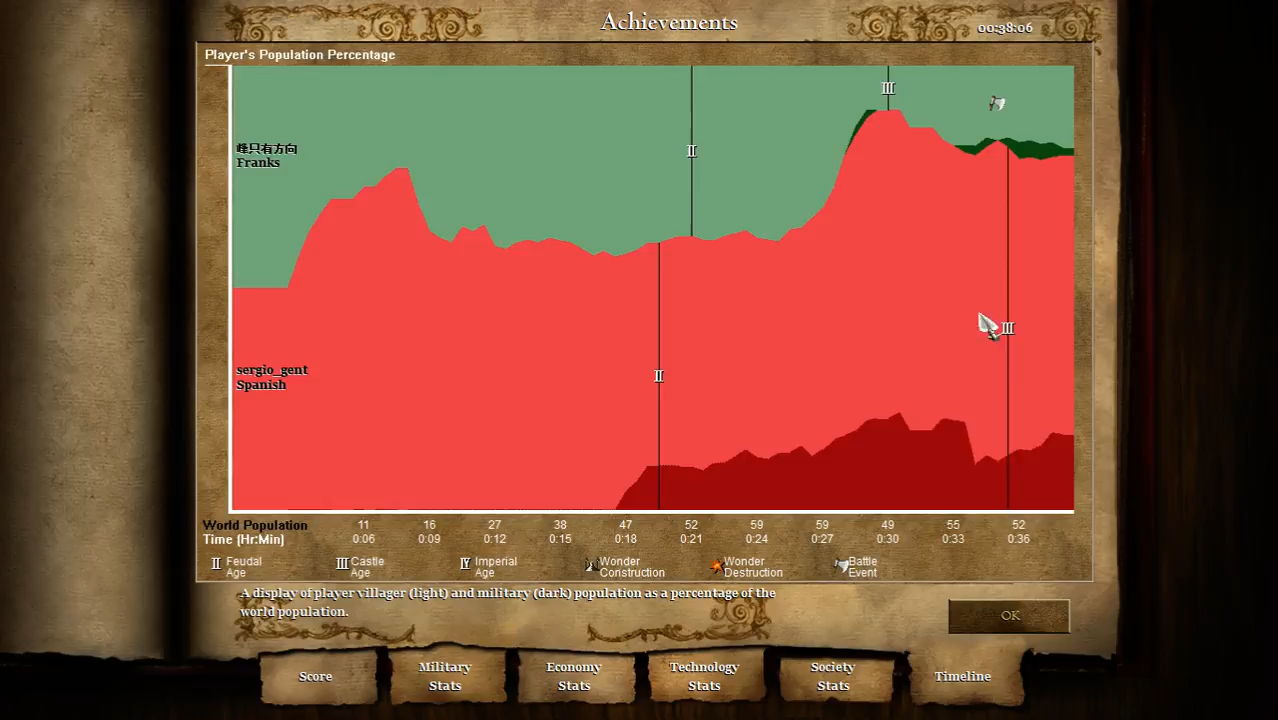 Achievements
00:38:06
Player's Population Percentage
III
II
峰只有方向
Franks
III
sergio_gent
Spanish
II
World Population 11 16 27 38 47 52 59 59 49 55 52
Time (Hr:Min) 0:06 0:09 0:12 0:15 0:18 0:21 0:24 0:27 0:30 0:33 0:36
II Feudal Age
III Castle Age
IV Imperial Age
Wonder Construction
Wonder Destruction
Battle Event
A display of player villager (light) and military (dark) population as a percentage of the
world population.
OK
Score
Military
Stats
Economy
Stats
Technology
Stats
Society
Stats
Timeline